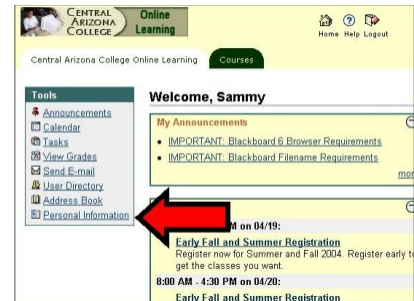 CENTRAL
ARIZONA
COLLEGE
Online
Learning
Home Help Logout
Central Arizona College Online Learning
Courses
Tools
Announcements
Calendar
Tasks
View Grades
Send E-mail
User Directory
Address Book
Personal Information
Welcome, Sammy
My Announcements
IMPORTANT: Blackboard 6 Browser Requirements
IMPORTANT: Blackboard Filename Requirements
M on 04/19:
Early Fall and Summer Registration
Register now for Summer and Fall 2004. Register early t
get the classes you want.
8:00 AM - 4:30 PM on 04/20:
Early Fall and Summer Registration